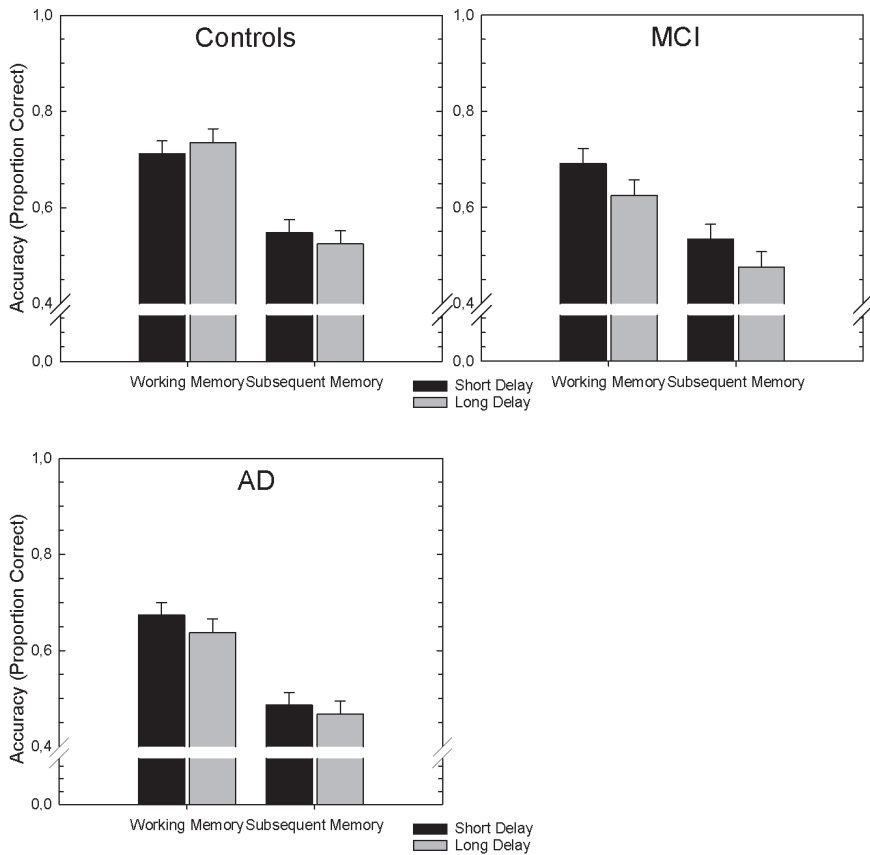 Controls
Accuracy (Proportion Correct)
1,0
0,8
0,6
0,4
0,0
Working Memory Subsequent Memory
MCI
Accuracy (Proportion Correct)
1,0
0,8
0,6
0,4
0,0
Working Memory Subsequent Memory
Short Delay
Long Delay
AD
Accuracy (Proportion Correct)
1,0
0,8
0,6
0,4
0,0
Working Memory Subsequent Memory
Short Delay
Long Delay